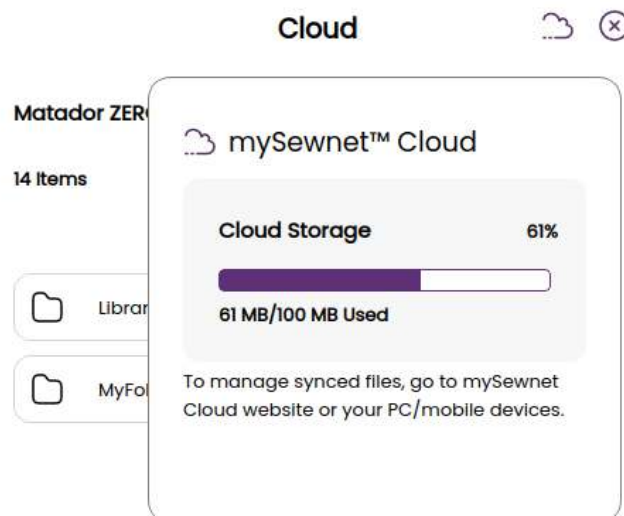 Cloud
Matador ZER
mySewnet™ Cloud
14 Items
Cloud Storage 61%
61 MB/100 MB Used
Librar
To manage synced files, go to mySewnet
Cloud website or your PC/mobile devices.
MyFol